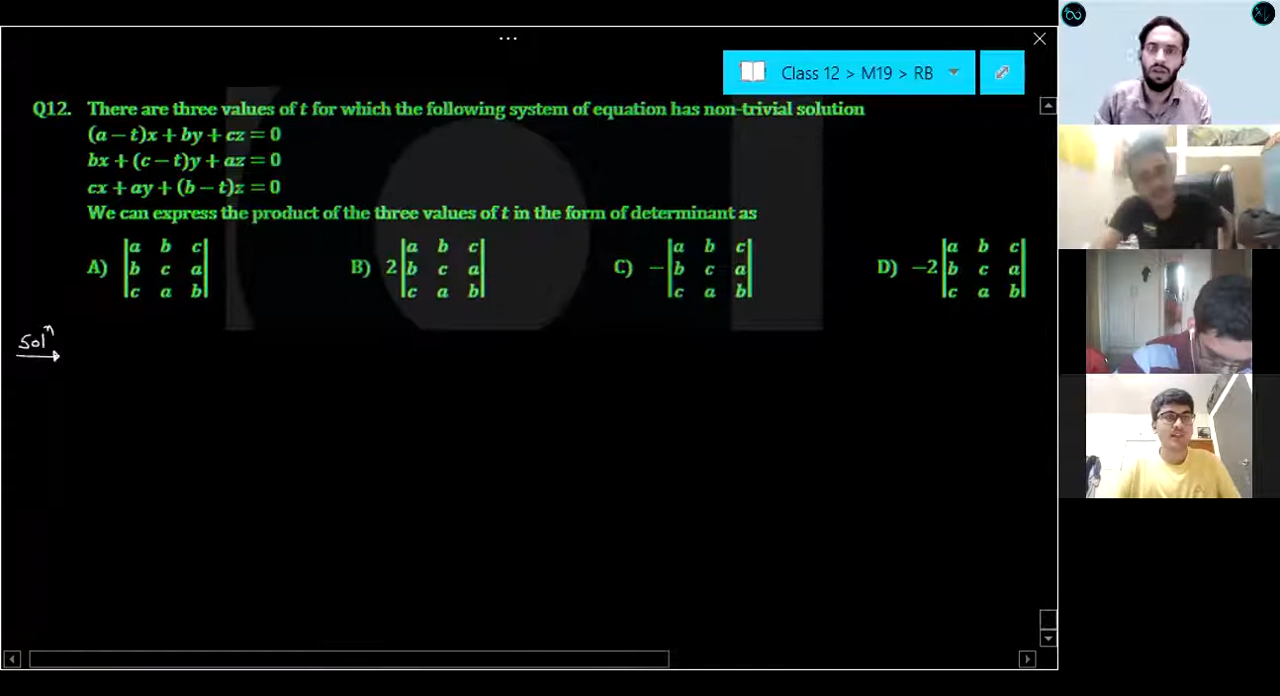 ...
Class 12 > M19 > RB
Q12. There are three values of t for which the following system of equation has non-trivial solution
(a – t)x + by + cz = 0
bx + (c – t)y + az = 0
cx + ay + (b – t)z = 0
We can express the product of the three values of t in the form of determinant as
A) |a b c| B) 2 |a b c| C) – |a b c| D) –2 |a b c|
|b c a| |b c a| |b c a| |b c a|
|c a b| |c a b| |c a b| |c a b|
Solⁿ